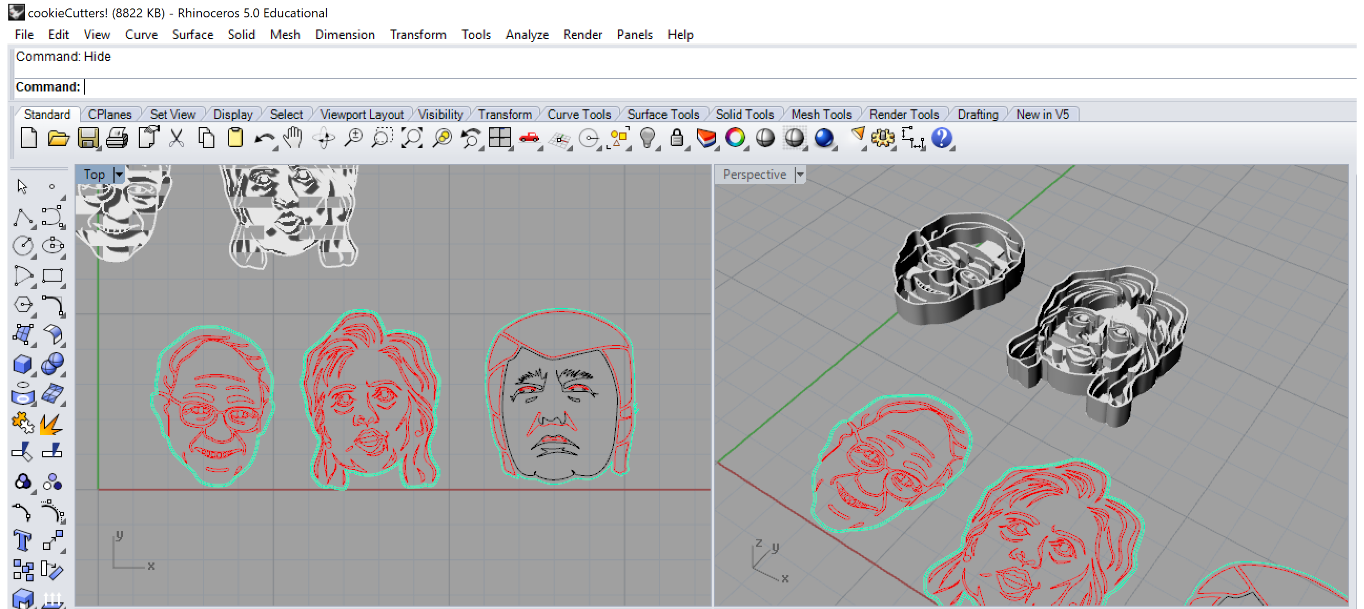 cookieCutters! (8822 KB) - Rhinoceros 5.0 Educational
File Edit View Curve Surface Solid Mesh Dimension Transform Tools Analyze Render Panels Help
Command: Hide
Command:
Standard CPlanes Set View Display Select Viewport Layout Visibility Transform Curve Tools Surface Tools Solid Tools Mesh Tools Render Tools Drafting New in V5
Top Perspective
y
x
z
y
x